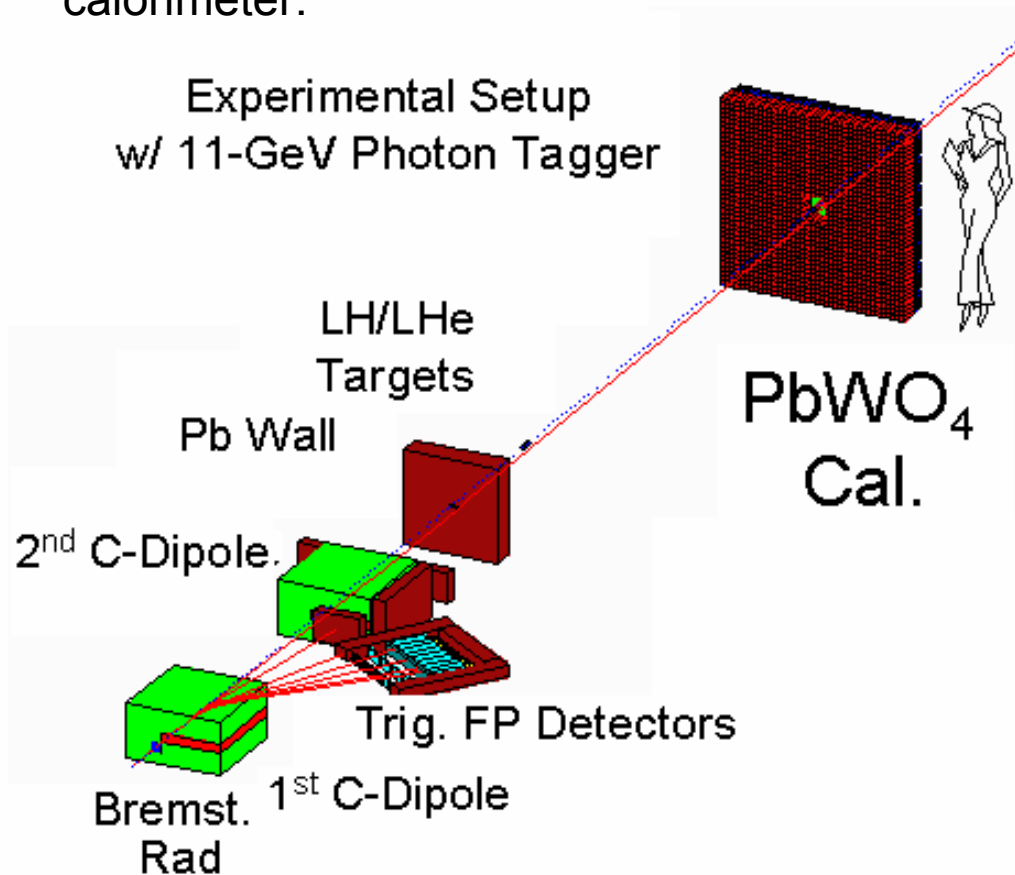 calorimeter.
Experimental Setup
w/ 11-GeV Photon Tagger
LH/LHe
Targets
Pb Wall
PbWO₄
Cal.
2ⁿᵈ C-Dipole.
Trig. FP Detectors
1ˢᵗ C-Dipole
Bremst.
Rad